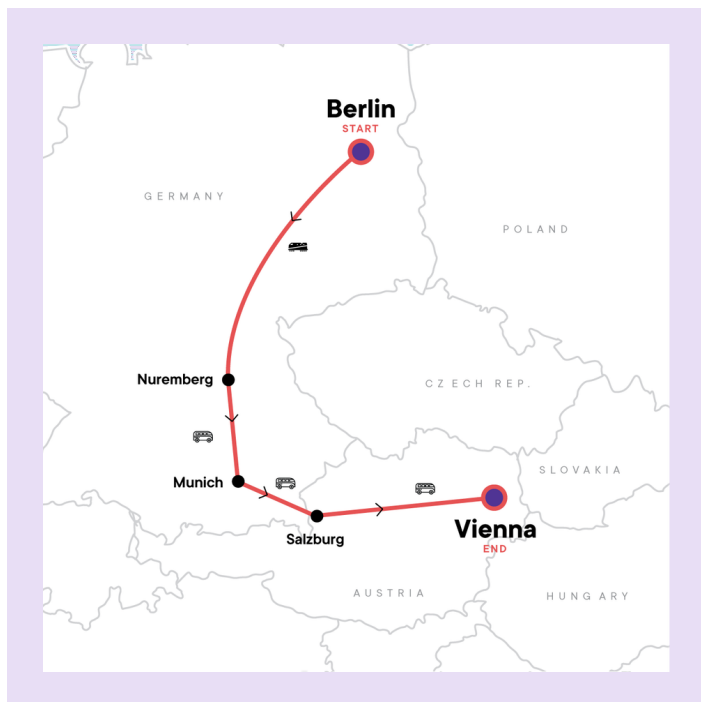 Berlin
START
GERMANY
POLAND
Nuremberg
CZECH REP.
SLOVAKIA
Munich
Vienna
Salzburg
END
AUSTRIA
HUNGARY